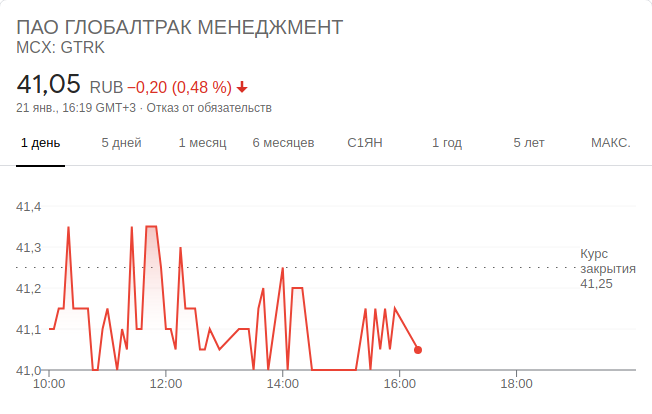 ПАО ГЛОБАЛТРАК МЕНЕДЖМЕНТ
MCX: GTRK
41,05 RUB −0,20 (0,48 %)
21 янв., 16:19 GMT+3 · Отказ от обязательств
1 день 5 дней 1 месяц 6 месяцев С1ЯН 1 год 5 лет МАКС.
41,4
41,3
Курс
закрытия
41,25
41,2
41,1
41,0
10:00 12:00 14:00 16:00 18:00